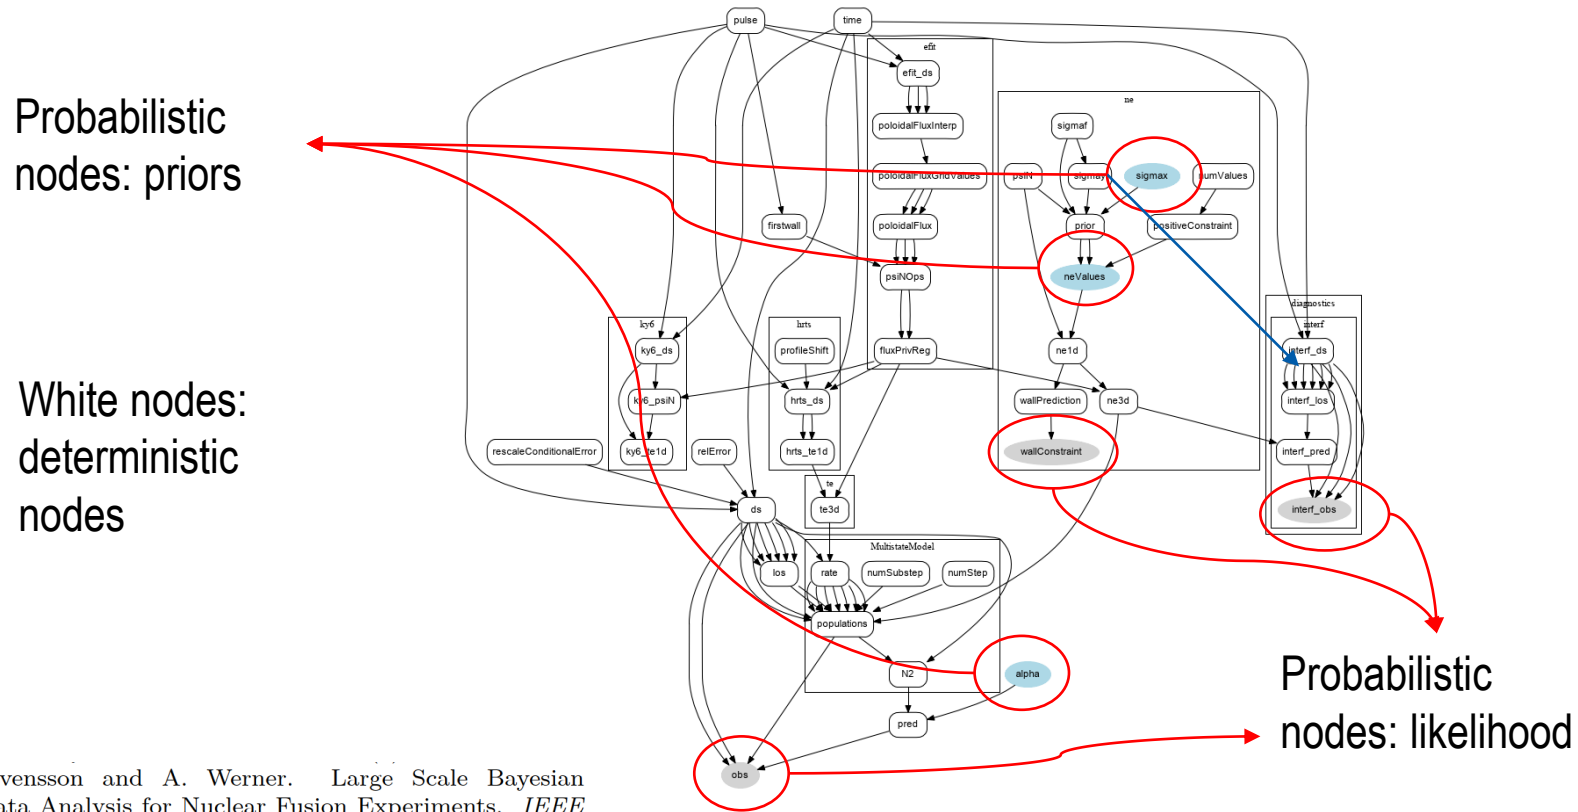 pulse
time
efit
efit_ds
Probabilistic
nodes: priors
ne
poloidalFluxInterp
sigmaf
poloidalFluxGridValues
psiN
sigmay
sigmax
numValues
firstwall
poloidalFlux
prior
positiveConstraint
psiNOps
neValues
diagnostics
ky6
hrts
interf
ky6_ds
profileShift
fluxPrivReg
ne1d
interf_ds
White nodes:
deterministic
nodes
ky6_psiN
hrts_ds
wallPrediction
ne3d
interf_los
rescaleConditionalError
ky6_te1d
relError
hrts_te1d
wallConstraint
interf_pred
te
ds
te3d
interf_obs
MultistateModel
los
rate
numSubstep
numStep
populations
N2
alpha
Probabilistic
nodes: likelihood
pred
obs
vensson and A. Werner. Large Scale Bayesian
ata Analysis for Nuclear Fusion Experiments. IEEE